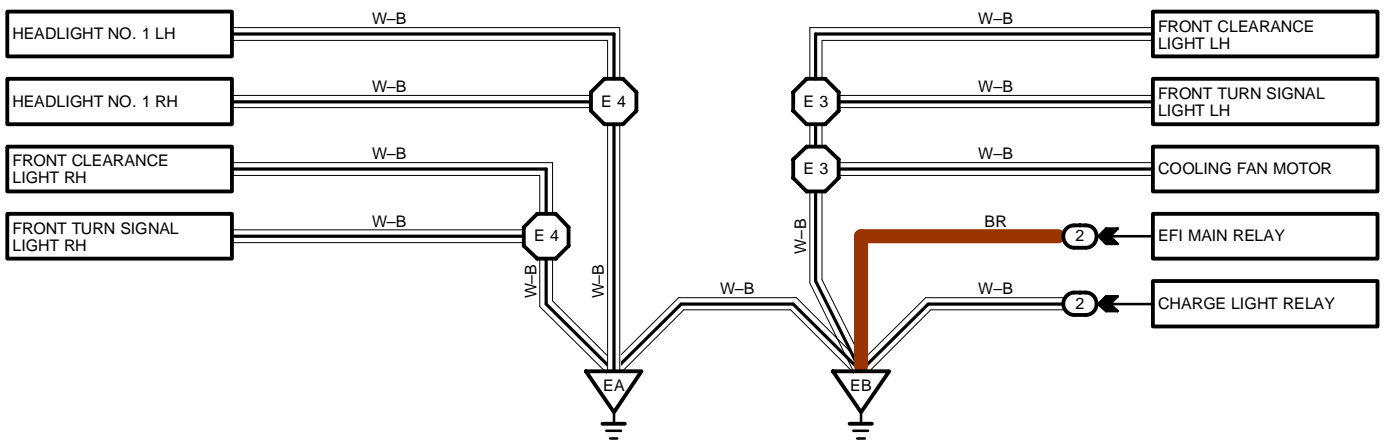 W–B
W–B
HEADLIGHT NO. 1 LH
FRONT CLEARANCE
LIGHT LH
W–B
W–B
HEADLIGHT NO. 1 RH
E 4
E 3
FRONT TURN SIGNAL
LIGHT LH
W–B
W–B
FRONT CLEARANCE
LIGHT RH
E 3
COOLING FAN MOTOR
W–B
BR
FRONT TURN SIGNAL
LIGHT RH
E 4
W–B
2
EFI MAIN RELAY
W–B
W–B
W–B
W–B
2
CHARGE LIGHT RELAY
EA
EB